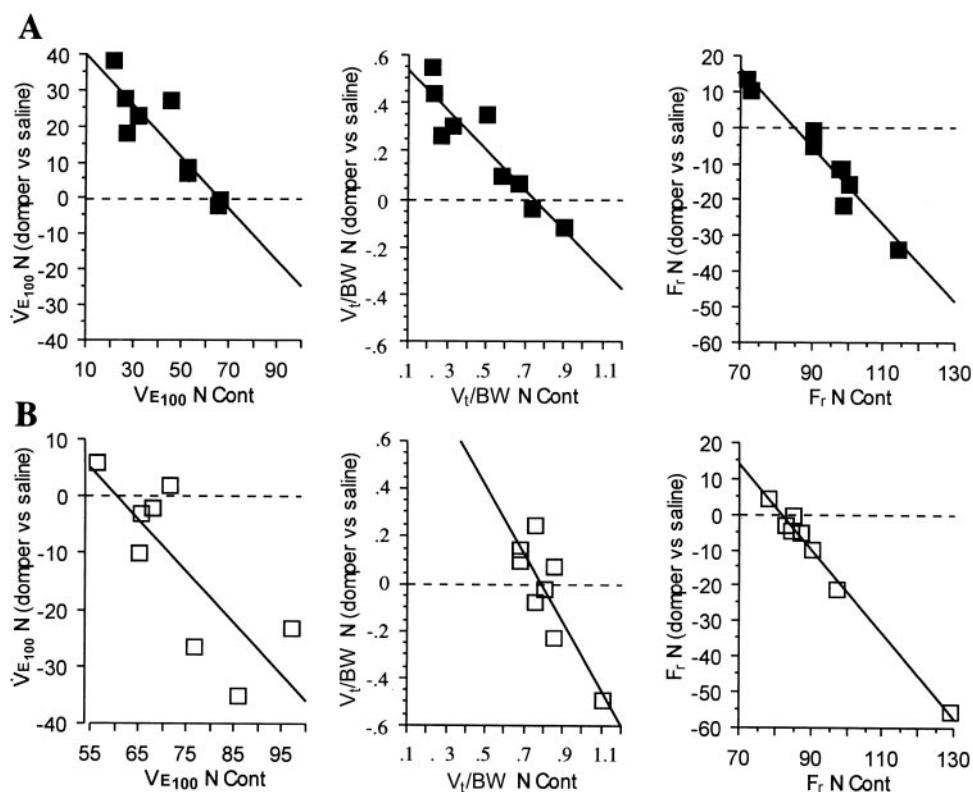 A
V̇E100 N (domper vs saline)
40
30
20
10
0
-10
-20
30
-40
10 30 50 70 90
VE100 N Cont
Vt/BW N (domper vs saline)
.6
.4
.2
0
-.2
-.4
-.6
.1 . 3 .5 .7 .9 1.1
Vt/BW N Cont
Fr N (domper vs saline)
20
10
0
-10
-20
-30
-40
-50
-60
70 90 110 130
Fr N Cont
B
V̇E100 N (domper vs saline)
10
0
-10
-20
-30
-40
55 65 75 85 95
VE100 N Cont
Vt/BW N (domper vs saline)
.6
.4
.2
0
-.2
-.4
-.6
.1 . 3 .5 .7 .9 1.1
Vt/BW N Cont
Fr N (domper vs saline)
20
10
0
-10
-20
-30
-40
-50
-60
70 90 110 130
Fr N Cont